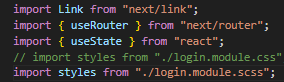 import Link from "next/link";
import { useRouter } from "next/router";
import { useState } from "react";
// import styles from "./login.module.css"
import styles from "./login.module.scss";